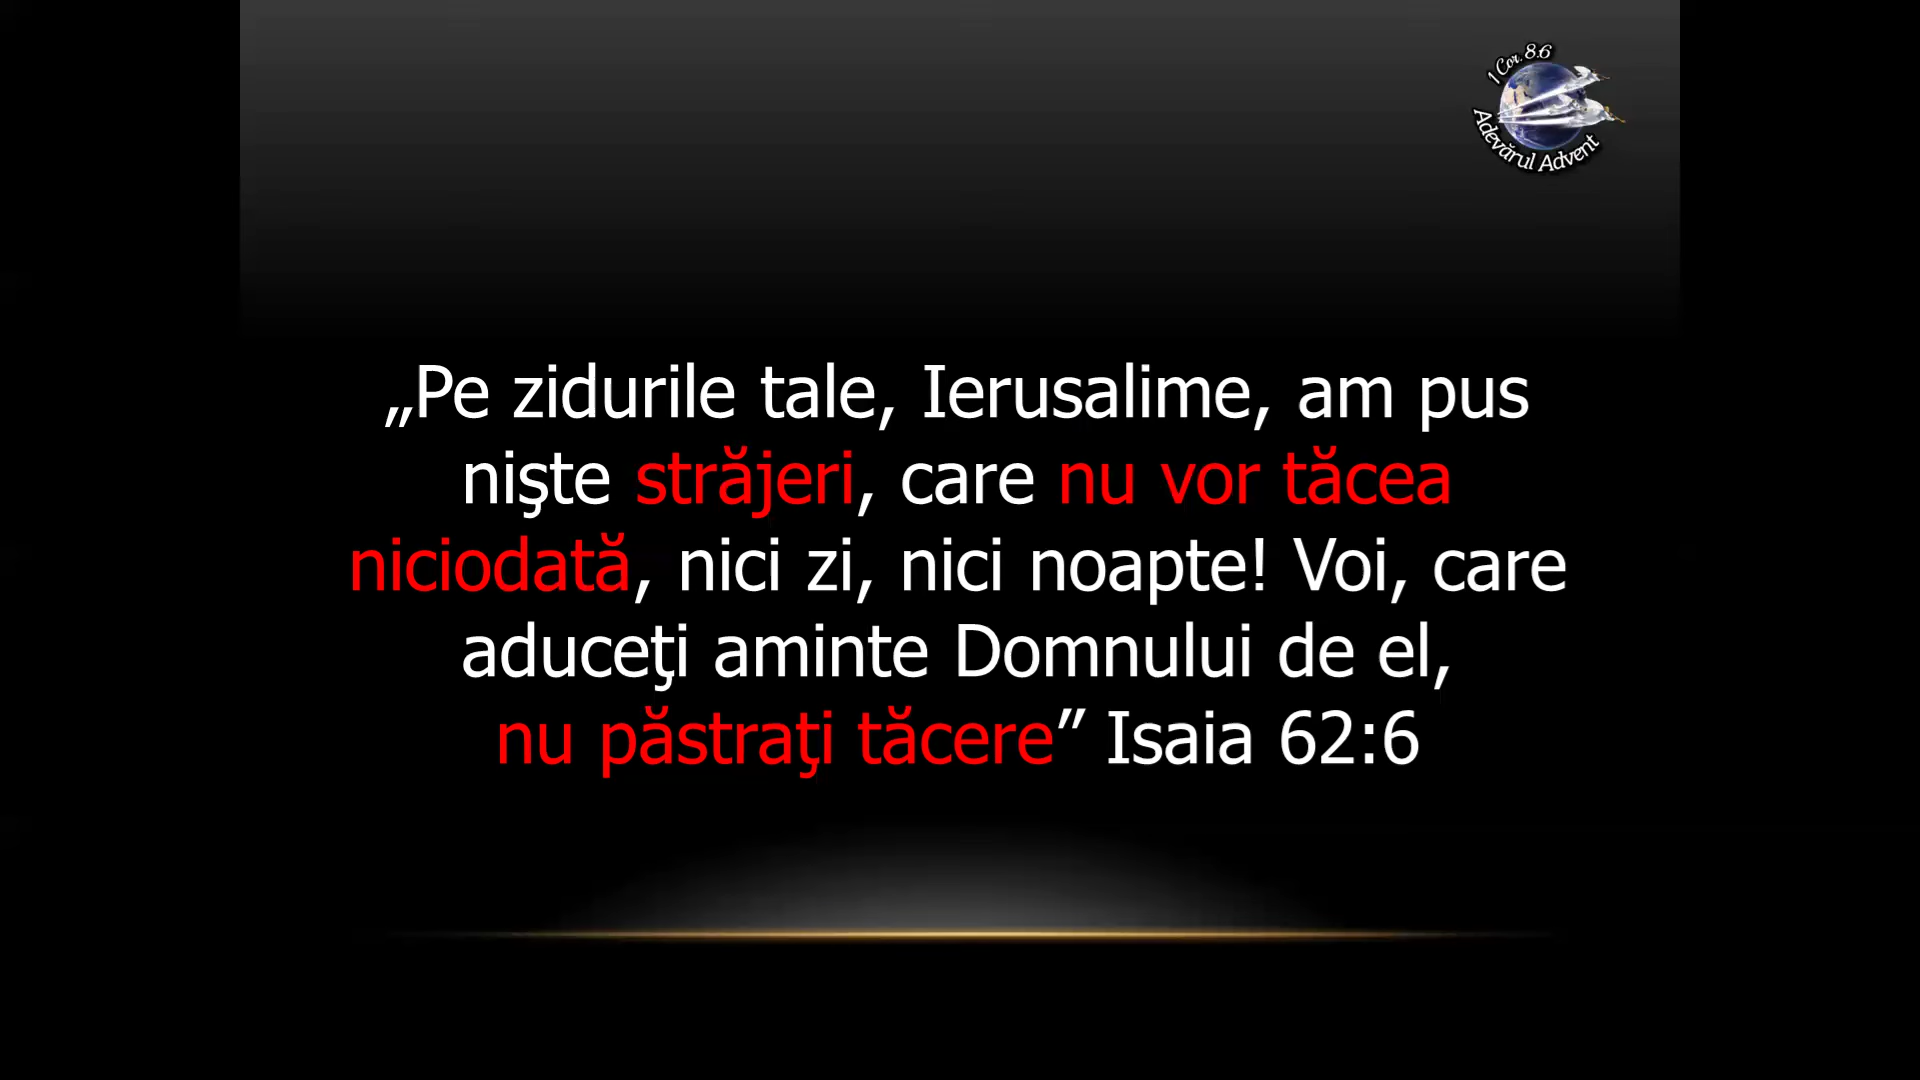 1 Cor. 8:6
Adevărul Advent
„Pe zidurile tale, Ierusalime, am pus
nişte străjeri, care nu vor tăcea
niciodată, nici zi, nici noapte! Voi, care
aduceţi aminte Domnului de el,
nu păstraţi tăcere” Isaia 62:6